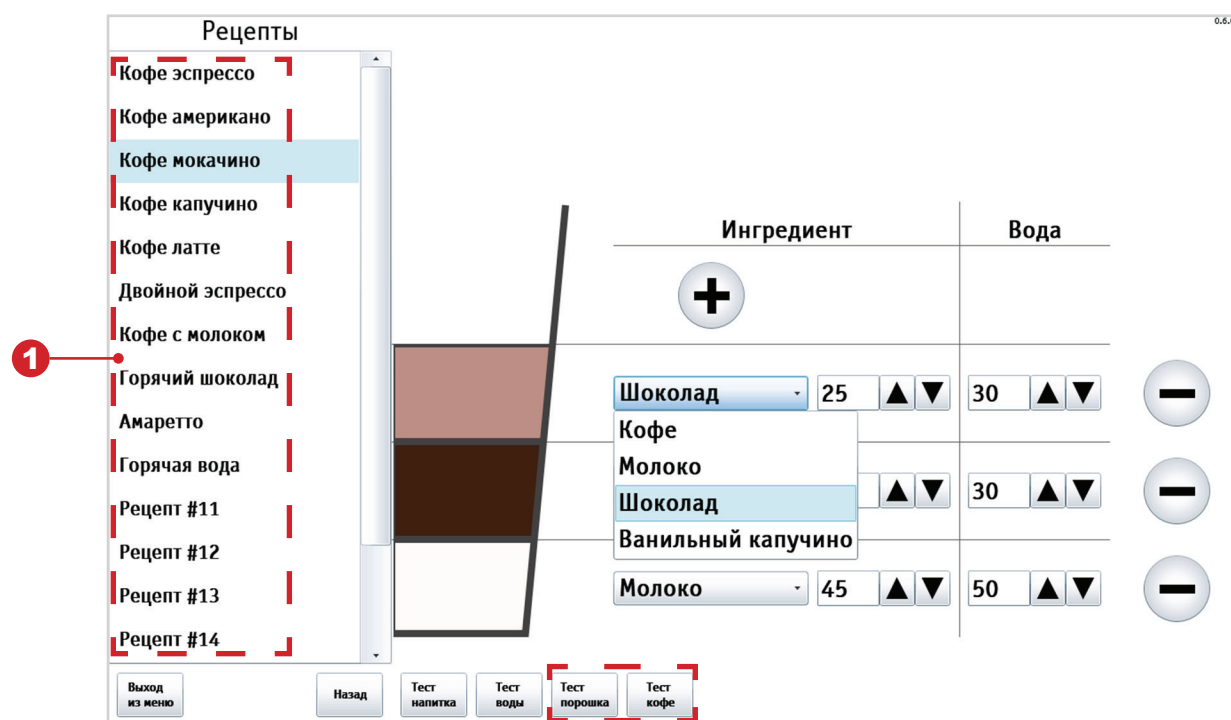 0.6.
Рецепты
Кофе эспрессо
Кофе американо
Кофе мокачино
Кофе капучино
Кофе латте
Двойной эспрессо
Кофе с молоком
Горячий шоколад
Амаретто
Горячая вода
Рецепт #11
Рецепт #12
Рецепт #13
Рецепт #14
1
Ингредиент Вода
Шоколад 25 30
Кофе
Молоко
Шоколад
Ванильный капучино
30
Молоко 45 50
Выход
из меню
Назад
Тест
напитка
Тест
воды
Тест
порошка
Тест
кофе